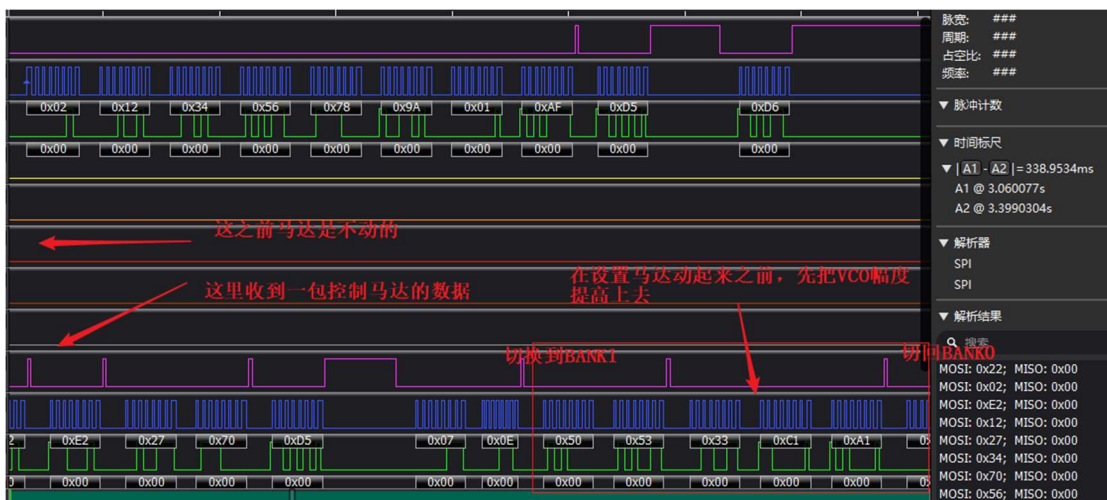 脉宽: ###
周期: ###
占空比: ###
频率: ###
脉冲计数
时间标尺
|A1-A2|=338.9534ms
A1 @ 3.060077s
A2 @ 3.3990304s
解析器
SPI
SPI
解析结果
搜索
MOSI: 0x22; MISO: 0x00
MOSI: 0x02; MISO: 0x00
MOSI: 0xE2; MISO: 0x00
MOSI: 0x12; MISO: 0x00
MOSI: 0x27; MISO: 0x00
MOSI: 0x34; MISO: 0x00
MOSI: 0x70; MISO: 0x00
MOSI: 0x56; MISO: 0x00
0x02 0x12 0x34 0x56 0x78 0x9A 0x01 0xAF 0xD5 0xD6
0x00 0x00 0x00 0x00 0x00 0x00 0x00 0x00 0x00 0x00
这之前马达是不动的
这里收到一包控制马达的数据
在设置马达动起来之前，先把VCO幅度
提高上去
切换到BANK1
切回BANK0
2 0xE2 0x27 0x70 0xD5 0x07 0x0E 0x50 0x53 0x33 0xC1 0xA1
0x00 0x00 0x00 0x00 0x00 0x00 0x00 0x00 0x00 0x00 0x00